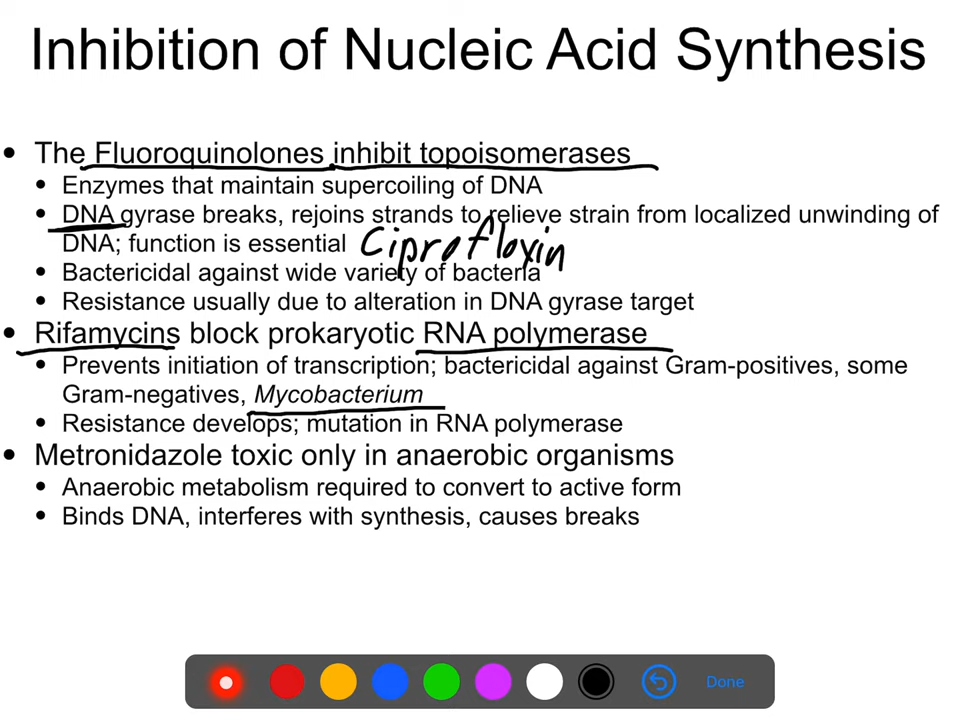 Inhibition of Nucleic Acid Synthesis
• The Fluoroquinolones inhibit topoisomerases
• Enzymes that maintain supercoiling of DNA
• DNA gyrase breaks, rejoins strands to relieve strain from localized unwinding of
DNA; function is essential Ciprofloxin
• Bactericidal against wide variety of bacteria
• Resistance usually due to alteration in DNA gyrase target
• Rifamycins block prokaryotic RNA polymerase
• Prevents initiation of transcription; bactericidal against Gram-positives, some
Gram-negatives, Mycobacterium
• Resistance develops; mutation in RNA polymerase
• Metronidazole toxic only in anaerobic organisms
• Anaerobic metabolism required to convert to active form
• Binds DNA, interferes with synthesis, causes breaks
Done